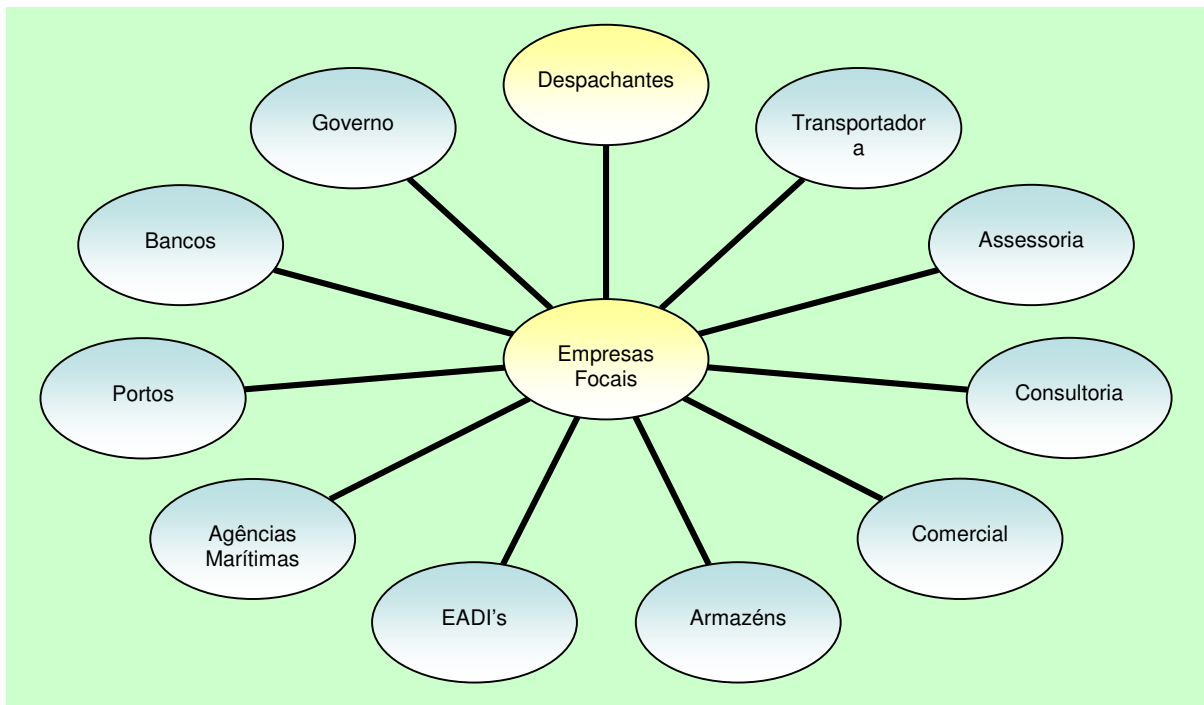 Despachantes
Governo
Transportador
a
Bancos
Assessoria
Empresas
Focais
Portos
Consultoria
Agências
Marítimas
Comercial
EADI's
Armazéns